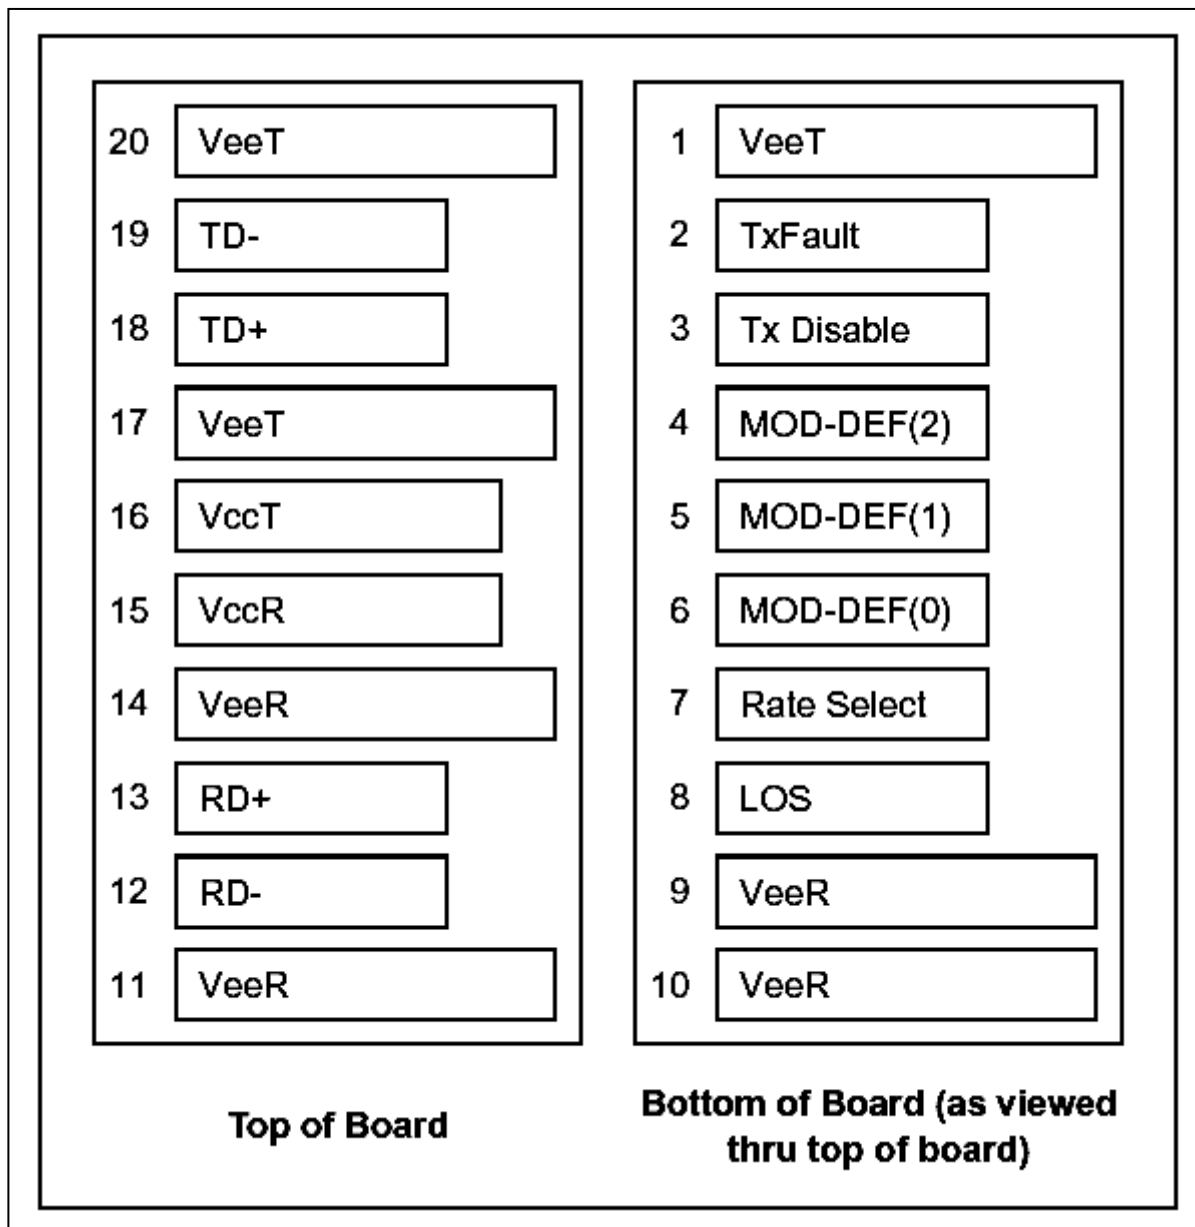 20 VeeT
19 TD-
18 TD+
17 VeeT
16 VccT
15 VccR
14 VeeR
13 RD+
12 RD-
11 VeeR
Top of Board
1 VeeT
2 TxFault
3 Tx Disable
4 MOD-DEF(2)
5 MOD-DEF(1)
6 MOD-DEF(0)
7 Rate Select
8 LOS
9 VeeR
10 VeeR
Bottom of Board (as viewed
thru top of board)